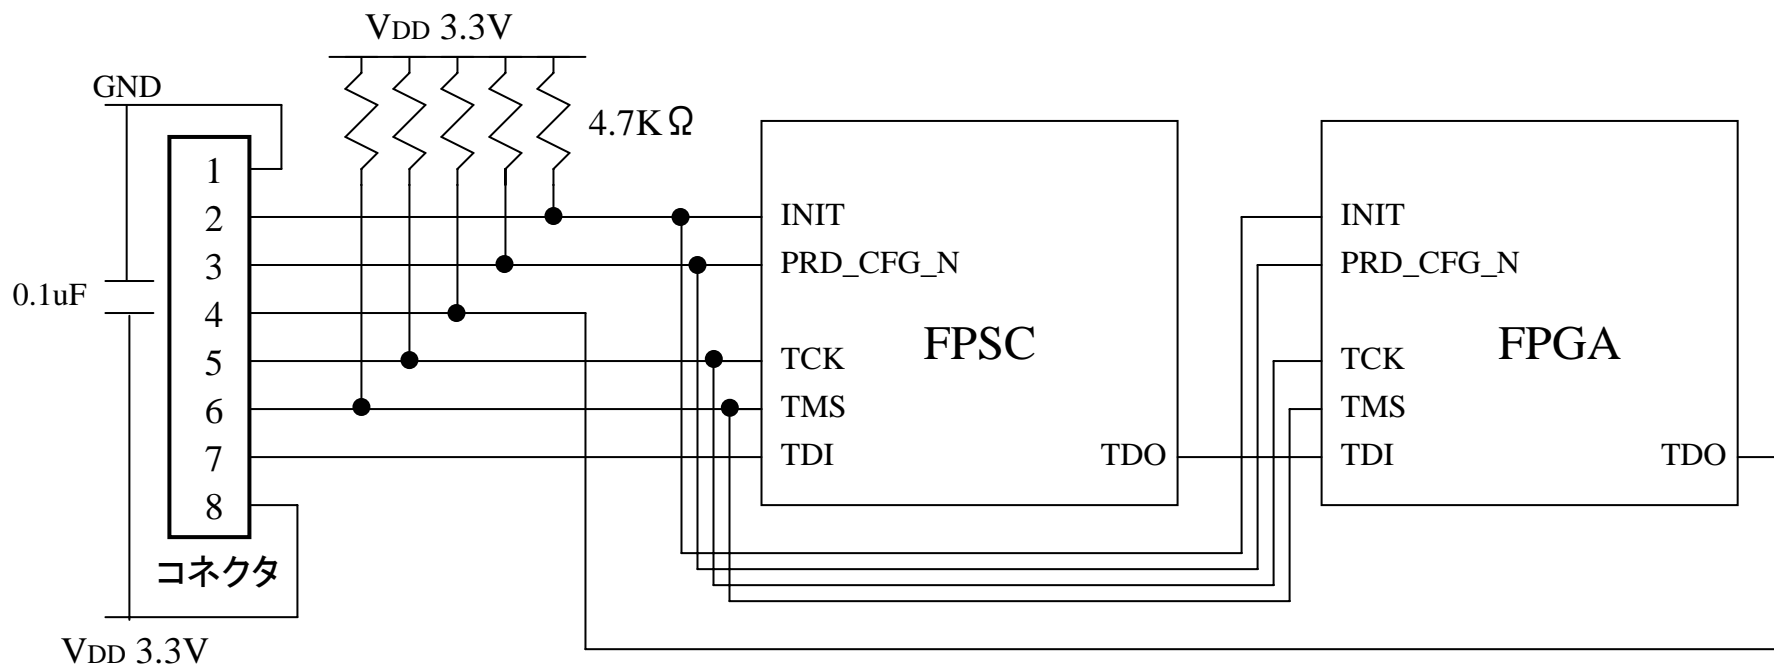 VDD 3.3V
GND
4.7KΩ
1
2
3
4
5
6
7
8
0.1uF
コネクタ
VDD 3.3V
INIT
PRD_CFG_N
FPSC
TCK
TMS
TDI
TDO
INIT
PRD_CFG_N
FPGA
TCK
TMS
TDI
TDO